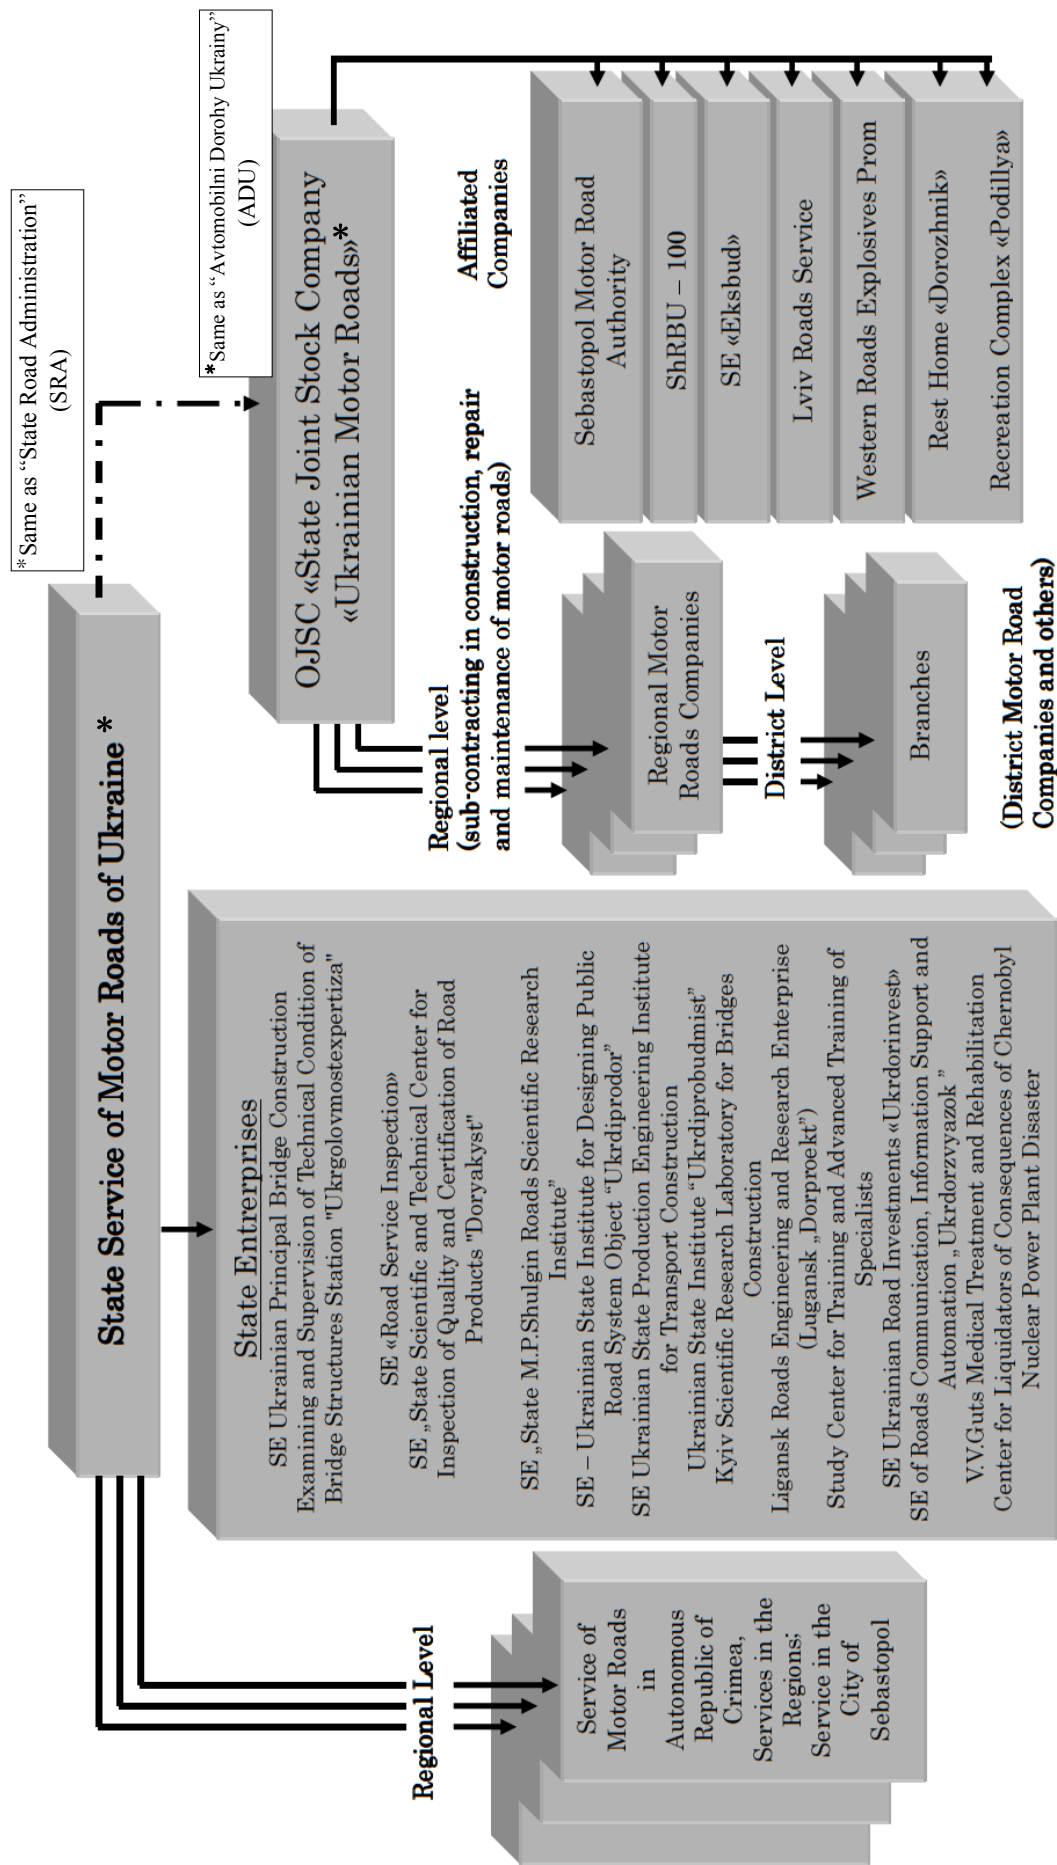 *Same as “State Road Administration”
(SRA)
State Service of Motor Roads of Ukraine *
*Same as “Avtomobilni Dorohy Ukrainy”
(ADU)
OJSC «State Joint Stock Company
«Ukrainian Motor Roads»*
Regional Level
Service of
Motor Roads
in
Autonomous
Republic of
Crimea,
Services in the
Regions;
Service in the
City of
Sebastopol
State Entreprises
SE Ukrainian Principal Bridge Construction
Examining and Supervision of Technical Condition of
Bridge Structures Station "Ukrgolovmostexpertiza"
SE «Road Service Inspection»
SE „State Scientific and Technical Center for
Inspection of Quality and Certification of Road
Products "Doryakyst"
SE „State M.P.Shulgin Roads Scientific Research
Institute”
SE – Ukrainian State Institute for Designing Public
Road System Object “Ukrdiprodor”
SE Ukrainian State Production Engineering Institute
for Transport Construction
Ukrainian State Institute “Ukrdiprobudmist”
Kyiv Scientific Research Laboratory for Bridges
Construction
Ligansk Roads Engineering and Research Enterprise
(Lugansk „Dorproekt”)
Study Center for Training and Advanced Training of
Specialists
SE Ukrainian Road Investments «Ukrdorinvest»
SE of Roads Communication, Information Support and
Automation „Ukrdorzvyazok ”
V.V.Guts Medical Treatment and Rehabilitation
Center for Liquidators of Consequences of Chernobyl
Nuclear Power Plant Disaster
Regional level
(sub-contracting in construction, repair
and maintenance of motor roads)
Regional Motor
Roads Companies
District Level
Branches
(District Motor Road
Companies and others)
Affiliated
Companies
Sebastopol Motor Road
Authority
ShRBU – 100
SE «Eksbud»
Lviv Roads Service
Western Roads Explosives Prom
Rest Home «Dorozhnik»
Recreation Complex «Podillya»